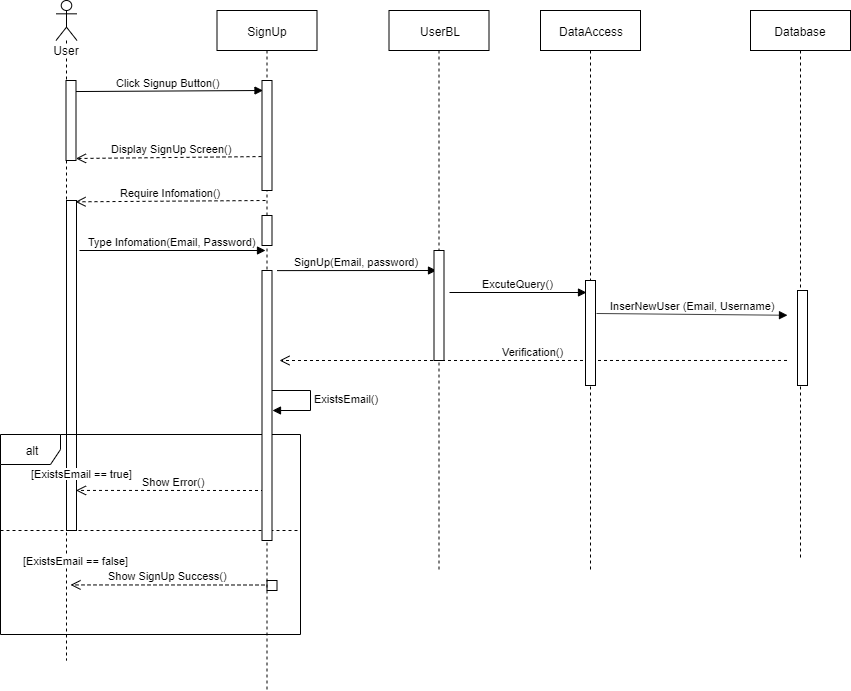 User
SignUp
UserBL
DataAccess
Database
Click Signup Button()
Display SignUp Screen()
Require Infomation()
Type Infomation(Email, Password)
SignUp(Email, password)
ExcuteQuery()
InserNewUser (Email, Username)
Verification()
ExistsEmail()
alt
[ExistsEmail == true]
Show Error()
[ExistsEmail == false]
Show SignUp Success()